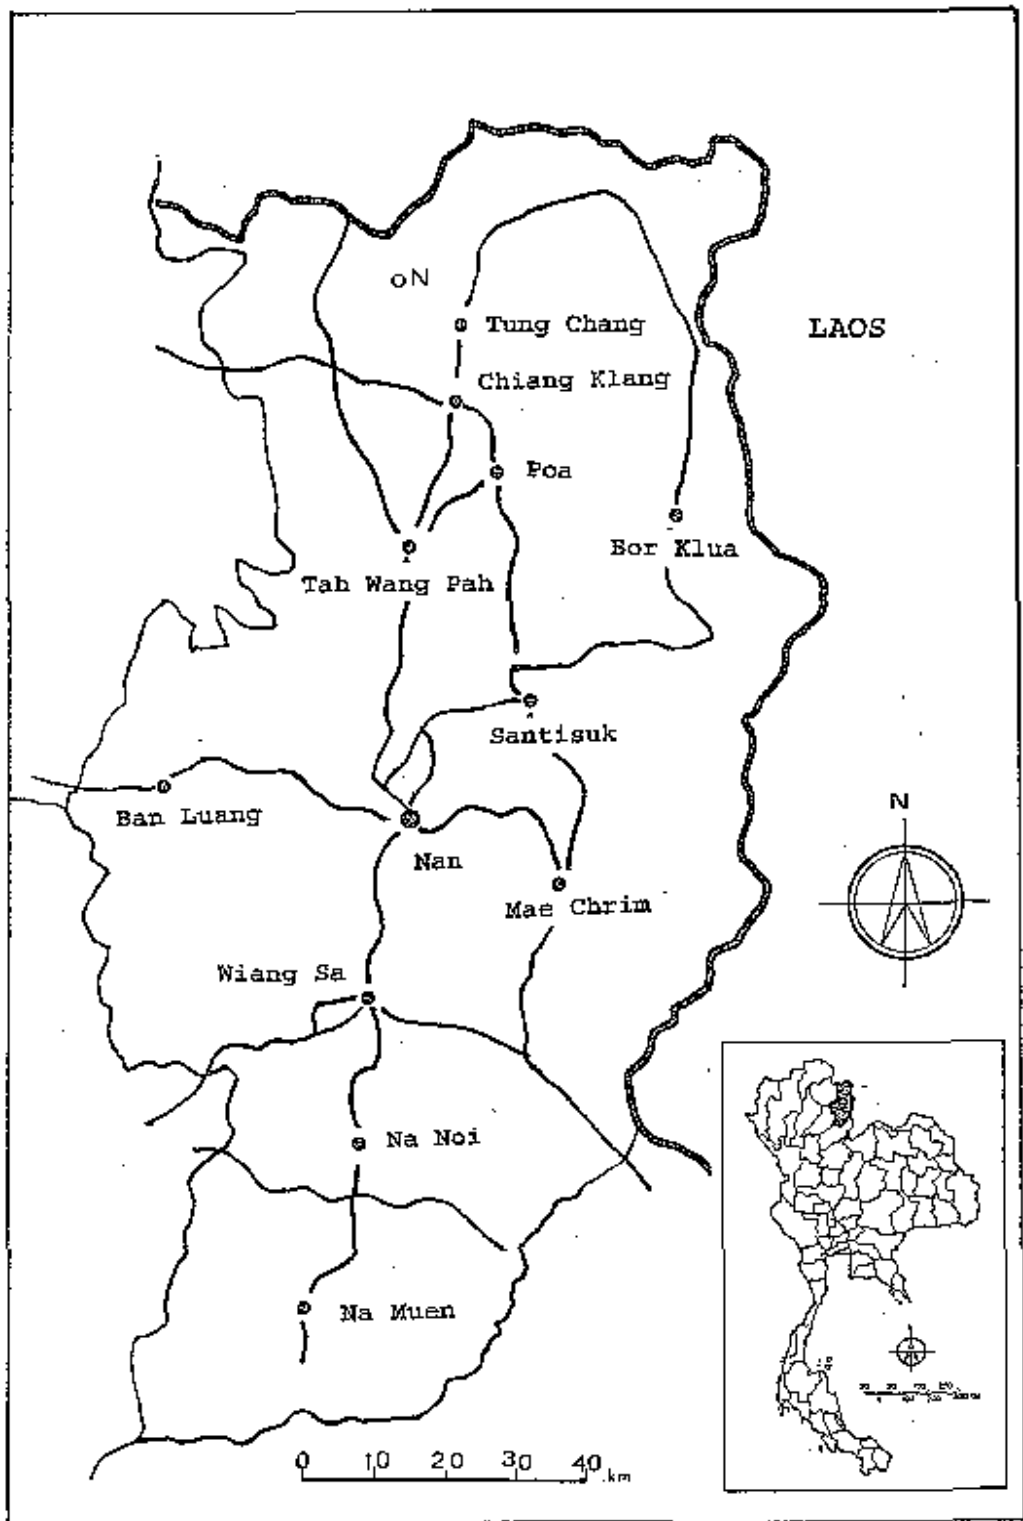 N
Tung Chang
LAOS
Chiang Klang
Poa
Bor Klua
Tah Wang Pah
Santisuk
N
Ban Luang
Nan
Mae Chrim
Wiang Sa
Na Noi
Na Muen
0 10 20 30 40 km